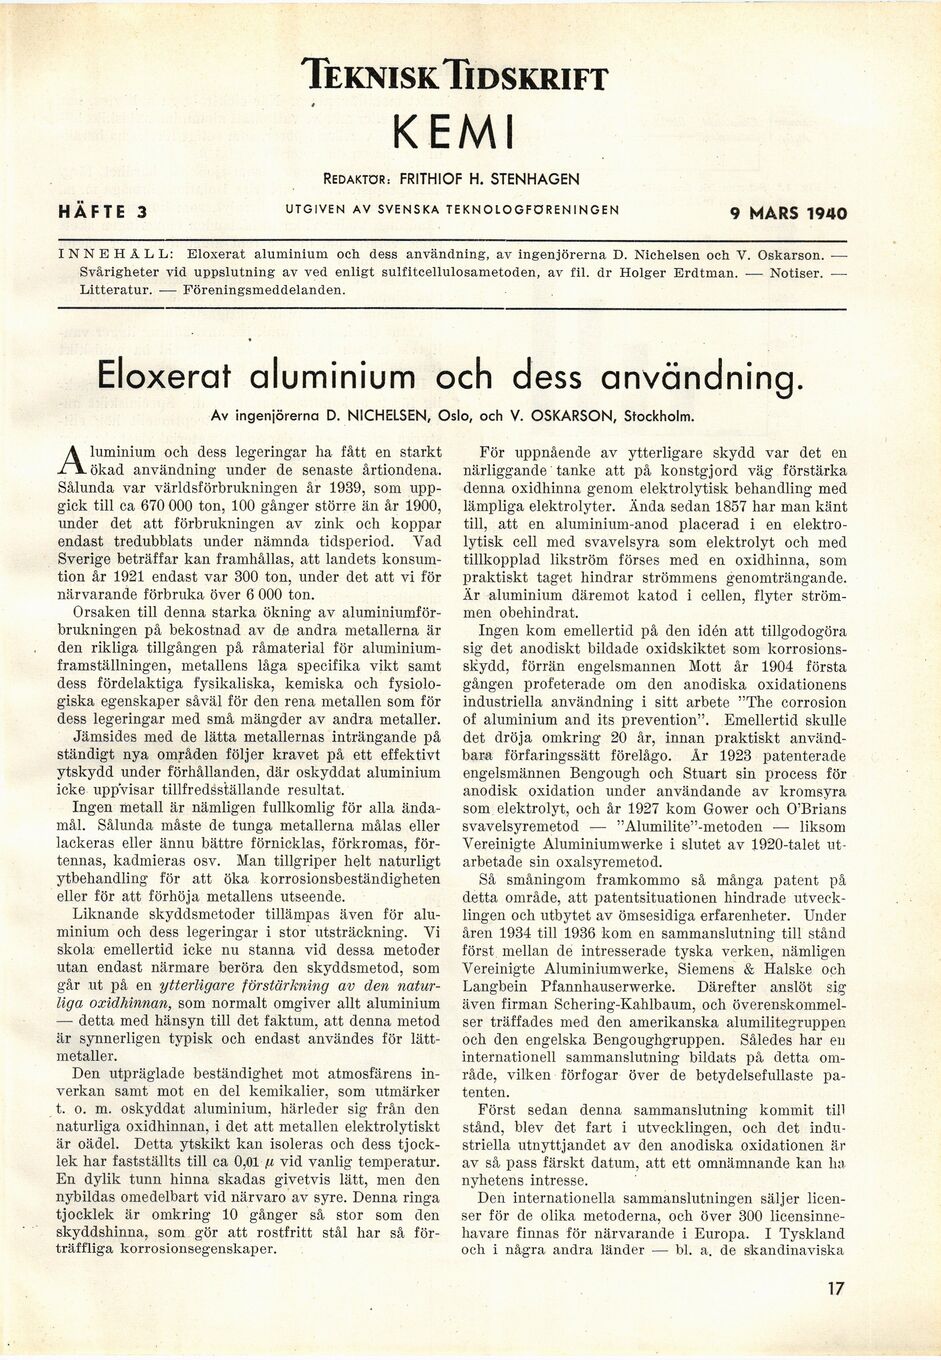 TEKNISK TIDSKRIFT
KEMI
REDAKTÖR: FRITHIOF H. STENHAGEN
HÄFTE 3
UTGIVEN AV SVENSKA TEKNOLOGFÖRENINGEN
9 MARS 1940
INNEHÅLL: Eloxerat aluminium och dess användning, av ingenjörerna D. Nichelsen och V. Oskarson. —
Svårigheter vid uppslutning av ved enligt sulfitcellulosametoden, av fil. dr Holger Erdtman. — Notiser. —
Litteratur. — Föreningsmeddelanden.
Eloxerat aluminium och dess användning.
Av ingenjörerna D. NICHELSEN, Oslo, och V. OSKARSON, Stockholm.
Aluminium och dess legeringar ha fått en starkt
ökad användning under de senaste årtiondena.
Sålunda var världsförbrukningen år 1939, som upp-
gick till ca 670 000 ton, 100 gånger större än år 1900,
under det att förbrukningen av zink och koppar
endast tredubblats under nämnda tidsperiod. Vad
Sverige beträffar kan framhållas, att landets konsum-
tion år 1921 endast var 300 ton, under det att vi för
närvarande förbruka över 6 000 ton.
Orsaken till denna starka ökning av aluminiumför-
brukningen på bekostnad av de andra metallerna är
den rikliga tillgången på råmaterial för aluminium-
framställningen, metallens låga specifika vikt samt
dess fördelaktiga fysikaliska, kemiska och fysiolo-
giska egenskaper såväl för den rena metallen som för
dess legeringar med små mängder av andra metaller.
Jämsides med de lätta metallernas inträngande på
ständigt nya områden följer kravet på ett effektivt
ytskydd under förhållanden, där oskyddat aluminium
icke uppvisar tillfredsställande resultat.
Ingen metall är nämligen fullkomlig för alla ända-
mål. Sålunda måste de tunga metallerna målas eller
lackeras eller ännu bättre förnicklas, förkromas, för-
tennas, kadmieras osv. Man tillgriper helt naturligt
ytbehandling för att öka korrosionsbeständigheten
eller för att förhöja metallens utseende.
Liknande skyddsmetoder tillämpas även för alu-
minium och dess legeringar i stor utsträckning. Vi
skola emellertid icke nu stanna vid dessa metoder
utan endast närmare beröra den skyddsmetod, som
går ut på en ytterligare förstärkning av den natur-
liga oxidhinnan, som normalt omgiver allt aluminium
— detta med hänsyn till det faktum, att denna metod
är synnerligen typisk och endast användes för lätt-
metaller.
Den utpräglade beständighet mot atmosfärens in-
verkan samt mot en del kemikalier, som utmärker
t. o. m. oskyddat aluminium, härleder sig från den
naturliga oxidhinnan, i det att metallen elektrolytiskt
är oädel. Detta ytskikt kan isoleras och dess tjock-
lek har fastställts till ca 0,01 µ vid vanlig temperatur.
En dylik tunn hinna skadas givetvis lätt, men den
nybildas omedelbart vid närvaro av syre. Denna ringa
tjocklek är omkring 10 gånger så stor som den
skyddshinna, som gör att rostfritt stål har så för-
träffliga korrosionsegenskaper.
För uppnående av ytterligare skydd var det en
närliggande tanke att på konstgjord väg förstärka
denna oxidhinna genom elektrolytisk behandling med
lämpliga elektrolyter. Ända sedan 1857 har man känt
till, att en aluminium-anod placerad i en elektro-
lytisk cell med svavelsyra som elektrolyt och med
tillkopplad likström förses med en oxidhinna, som
praktiskt taget hindrar strömmens genomträngande.
Är aluminium däremot katod i cellen, flyter ström-
men obehindrat.
Ingen kom emellertid på den idén att tillgodogöra
sig det anodiskt bildade oxidskiktet som korrosions-
skydd, förrän engelsmannen Mott år 1904 första
gången profeterade om den anodiska oxidationens
industriella användning i sitt arbete ”The corrosion
of aluminium and its prevention”. Emellertid skulle
det dröja omkring 20 år, innan praktiskt använd-
bara förfaringssätt förelågo. År 1923 patenterade
engelsmännen Bengough och Stuart sin process för
anodisk oxidation under användande av kromsyra
som elektrolyt, och år 1927 kom Gower och O'Brians
svavelsyremetod — ”Alumilite”-metoden — liksom
Vereinigte Aluminiumwerke i slutet av 1920-talet ut-
arbetade sin oxalsyremetod.
Så småningom framkommo så många patent på
detta område, att patentsituationen hindrade utveck-
lingen och utbytet av ömsesidiga erfarenheter. Under
åren 1934 till 1936 kom en sammanslutning till stånd
först mellan de intresserade tyska verken, nämligen
Vereinigte Aluminiumwerke, Siemens & Halske och
Langbein Pfannhauserwerke. Därefter anslöt sig
även firman Schering-Kahlbaum, och överenskommel-
ser träffades med den amerikanska alumilitegruppen
och den engelska Bengoughgruppen. Således har en
internationell sammanslutning bildats på detta om-
råde, vilken förfogar över de betydelsefullaste pa-
tenten.
Först sedan denna sammanslutning kommit till
stånd, blev det fart i utvecklingen, och det indu-
striella utnyttjandet av den anodiska oxidationen är
av så pass färskt datum, att ett omnämnande kan ha
nyhetens intresse.
Den internationella sammanslutningen säljer licen-
ser för de olika metoderna, och över 300 licensinne-
havare finnas för närvarande i Europa. I Tyskland
och i några andra länder — bl. a. de skandinaviska
17